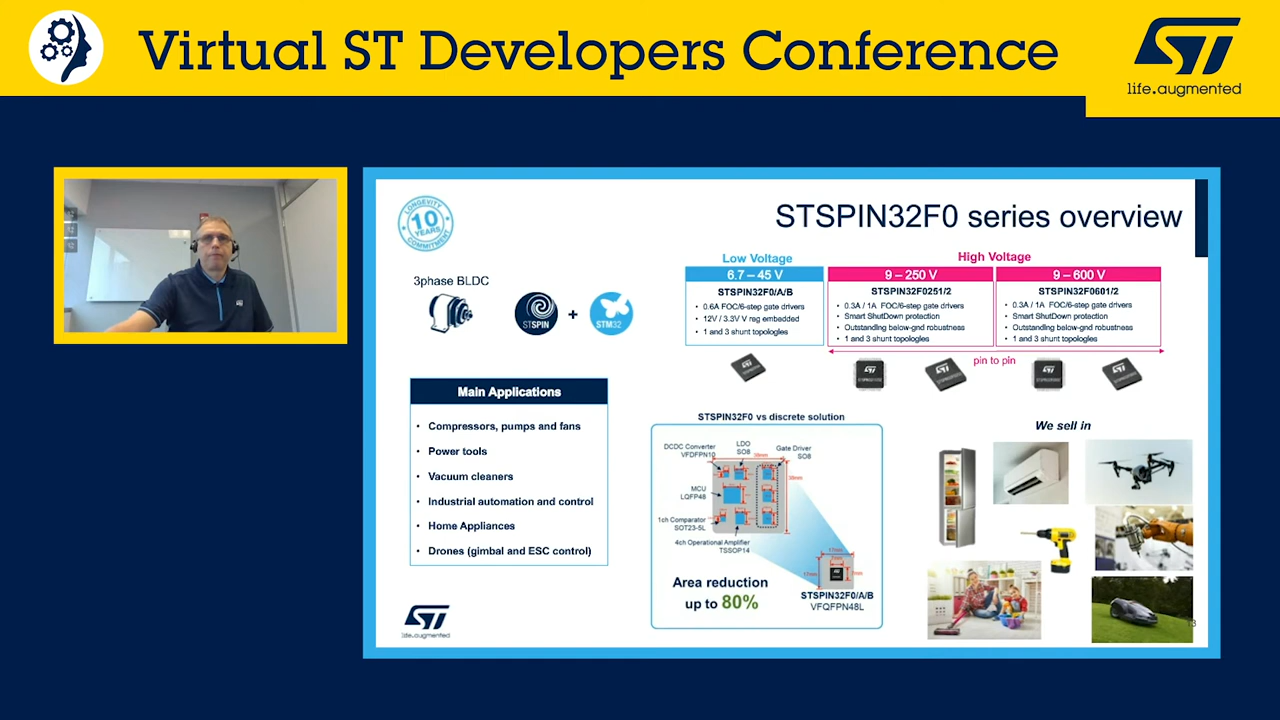 Virtual ST Developers Conference
life.augmented
LONGEVITY
10
YEARS
COMMITMENT
STSPIN32F0 series overview
3phase BLDC
STSPIN
+
STM32
Low Voltage
6.7 – 45 V
STSPIN32F0/A/B
• 0.6A FOC/6-step gate drivers
• 12V / 3.3V V reg embedded
• 1 and 3 shunt topologies
High Voltage
9 – 250 V
STSPIN32F0251/2
• 0.3A / 1A FOC/6-step gate drivers
• Smart ShutDown protection
• Outstanding below-gnd robustness
• 1 and 3 shunt topologies
9 – 600 V
STSPIN32F0601/2
• 0.3A / 1A FOC/6-step gate drivers
• Smart ShutDown protection
• Outstanding below-gnd robustness
• 1 and 3 shunt topologies
pin to pin
Main Applications
• Compressors, pumps and fans
• Power tools
• Vacuum cleaners
• Industrial automation and control
• Home Appliances
• Drones (gimbal and ESC control)
STSPIN32F0 vs discrete solution
DCDC Converter
VFDFPN10
LDO
SO8
Gate Driver
SO8
MCU
LQFP48
1ch Comparator
SOT23-5L
4ch Operational Amplifier
TSSOP14
17mm
Area reduction
up to 80%
STSPIN32F0/A/B
VFQFPN48L
We sell in
life.augmented